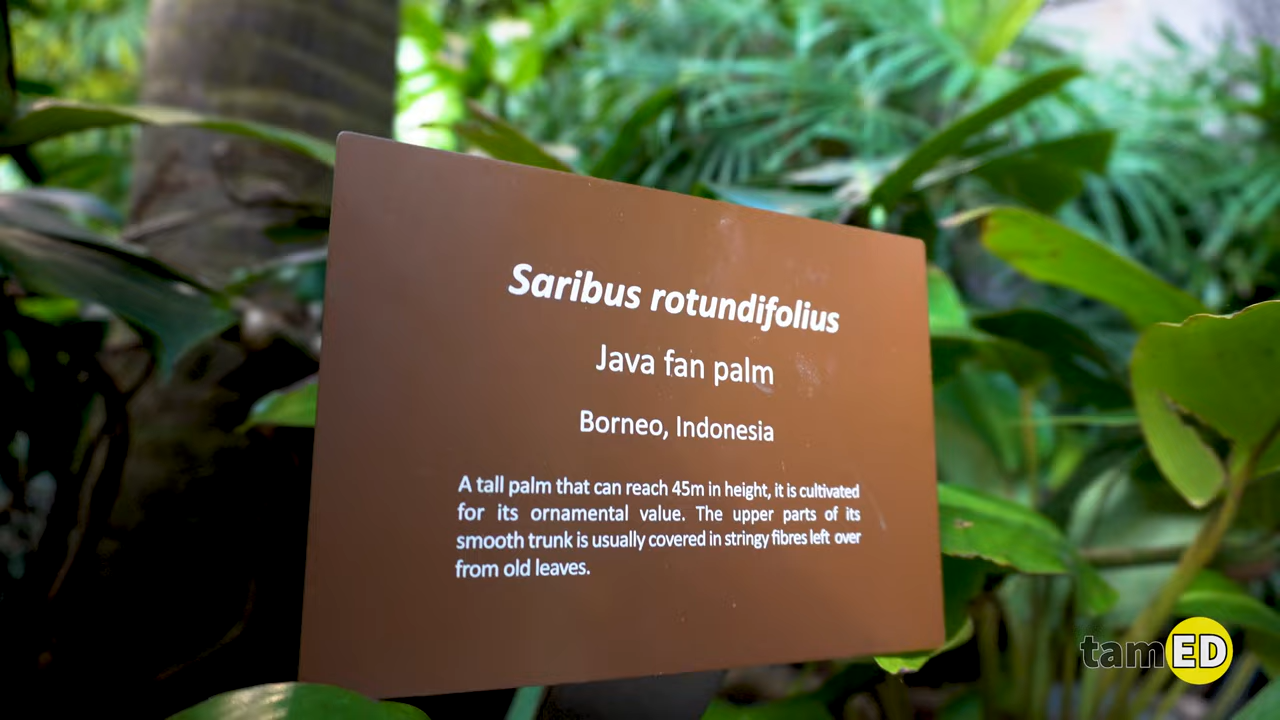 Saribus rotundifolius
Java fan palm
Borneo, Indonesia
A tall palm that can reach 45m in height, it is cultivated
for its ornamental value. The upper parts of its
smooth trunk is usually covered in stringy fibres left over
from old leaves.
tamED